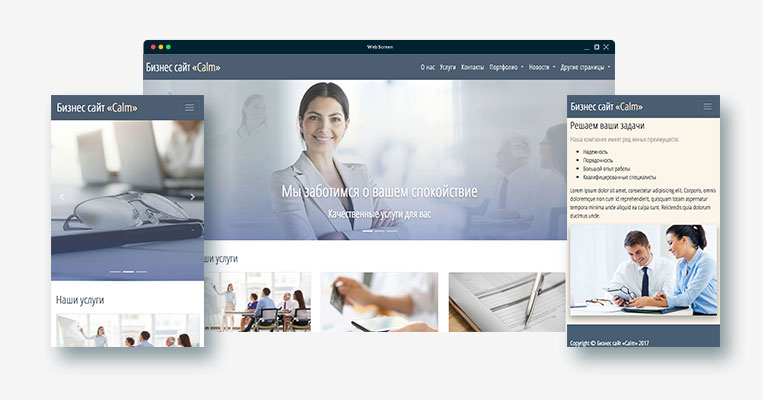 Web Screen
Бизнес сайт «Calm»
О нас Услуги Контакты Портфолио Новости Другие страницы
Мы заботимся о вашем спокойствие
Качественные услуги для вас
Бизнес сайт «Calm»
Наши услуги
Бизнес сайт «Calm»
Решаем ваши задачи
Наша компания имеет ряд явных преимуществ:
Надежность
Порядочность
Большой опыт работы
Квалифицированные специалисты
Lorem ipsum dolor sit amet, consectetur adipisicing elit. Corporis, omnis
doloremque non cum id reprehenderit, quisquam totam aspernatur
tempora minima unde aliquid ea culpa sunt. Reiciendis quia dolorum
ducimus unde.
Copyright © Бизнес сайт «Calm» 2017